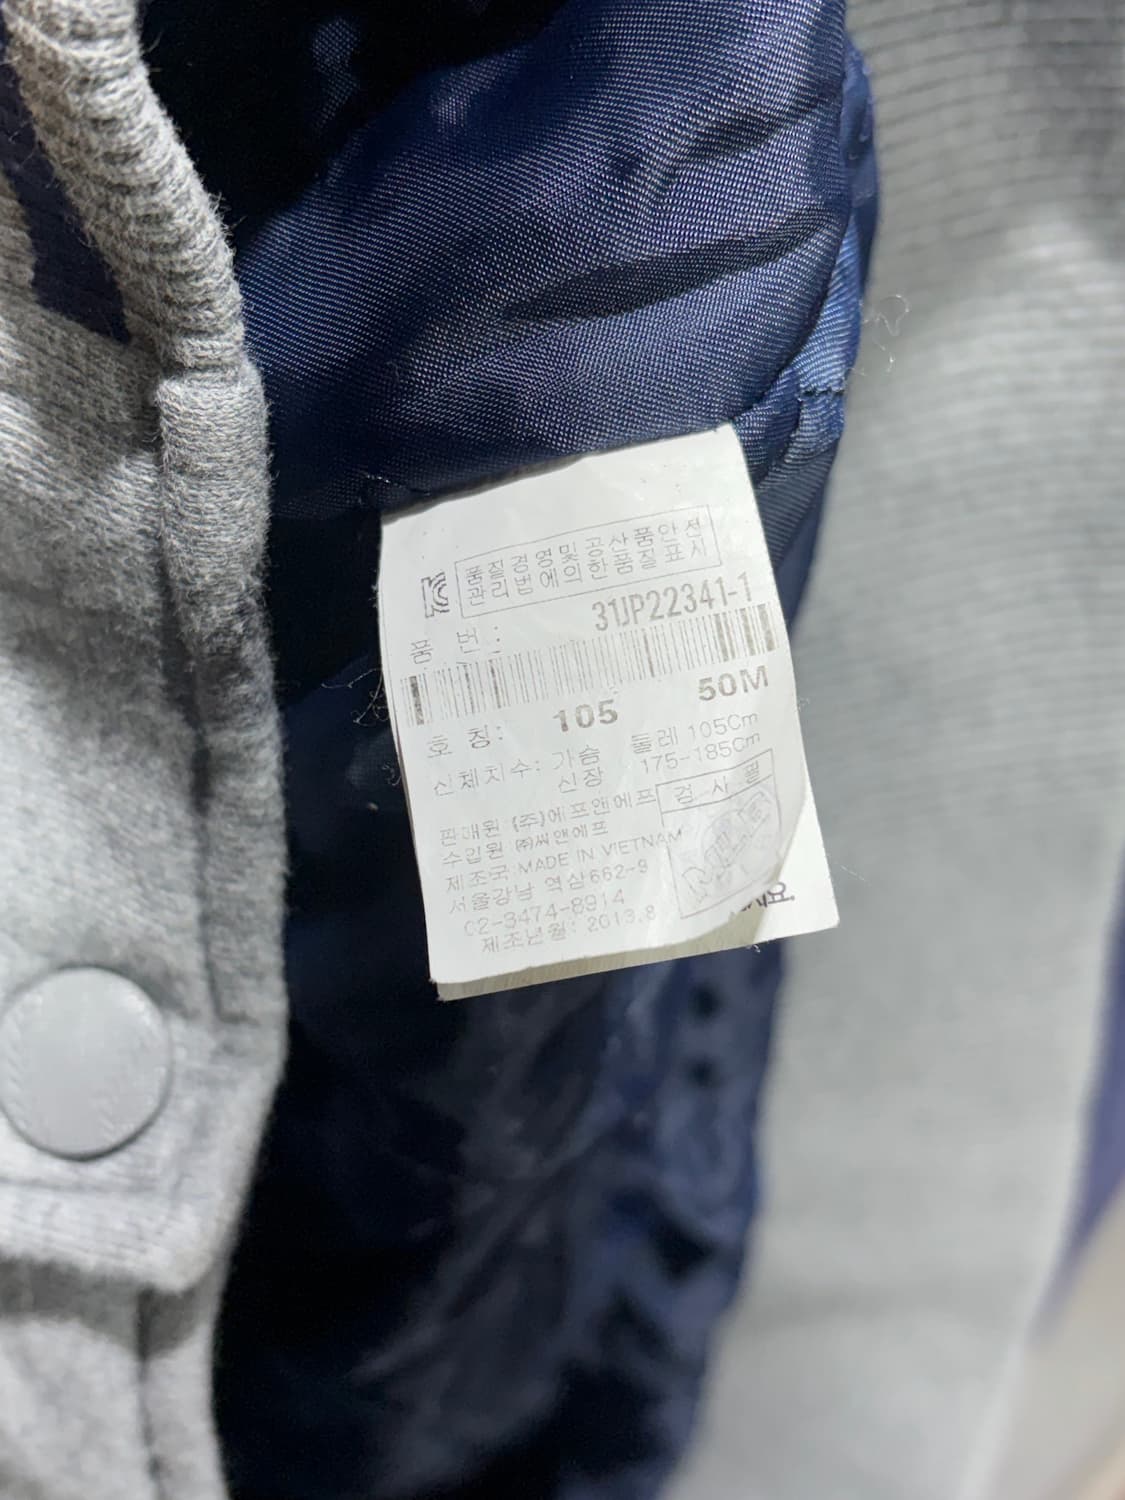 품질경영및공산품안전
관리법에의한품질표시
품 번: 31JP22341-1
호 칭: 105 50M
신체치수: 가슴 둘레 105Cm
신장 175-185Cm
판매원 (주)에프앤에프
수입원 ㈜씨앤에프
제조국 MADE IN VIETNAM
서울강남 역삼662-9
02-3474-8914
제조년월: 2013.8
검 사 필